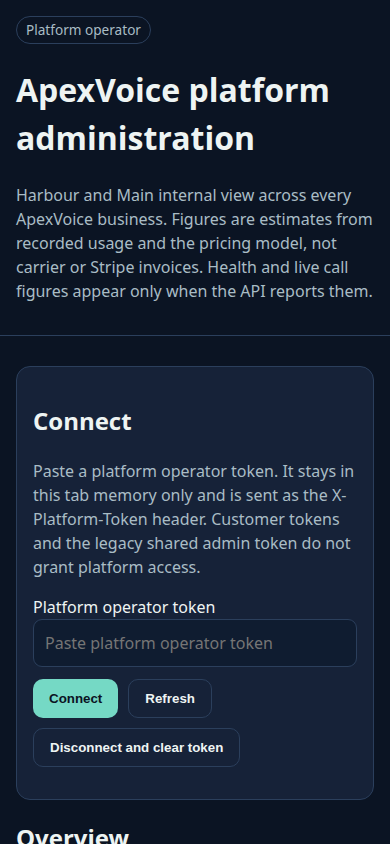 Platform operator
ApexVoice platform
administration
Harbour and Main internal view across every
ApexVoice business. Figures are estimates from
recorded usage and the pricing model, not
carrier or Stripe invoices. Health and live call
figures appear only when the API reports them.
Connect
Paste a platform operator token. It stays in
this tab memory only and is sent as the X-
Platform-Token header. Customer tokens
and the legacy shared admin token do not
grant platform access.
Platform operator token
Paste platform operator token
Connect Refresh
Disconnect and clear token
Overview